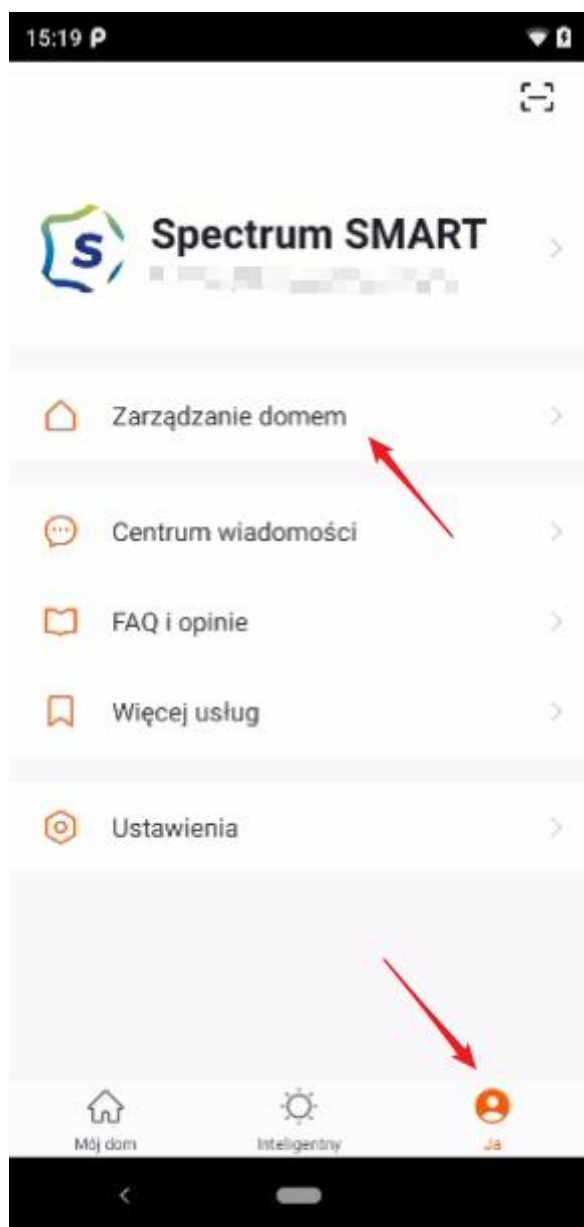 15:19
Spectrum SMART
Zarządzanie domem
Centrum wiadomości
FAQ i opinie
Więcej usług
Ustawienia
Mój dom
Inteligentny
Ja